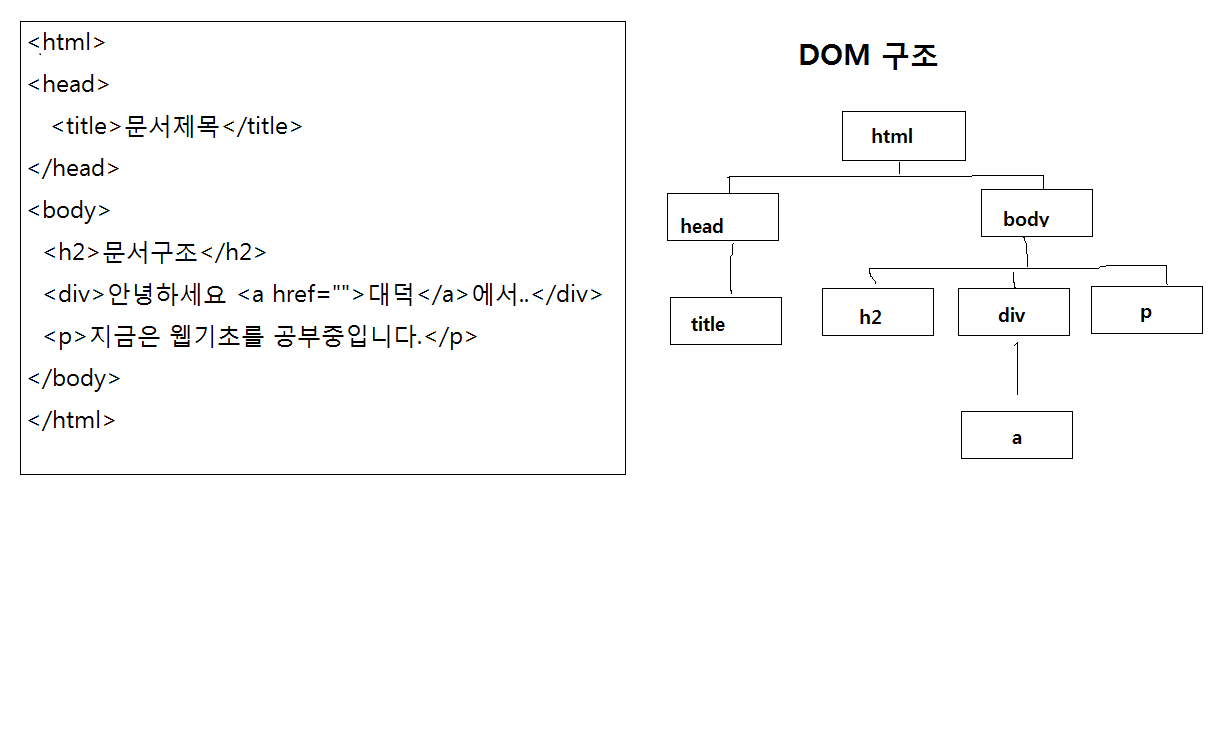 <html>
<head>
<title>문서제목</title>
</head>
<body>
<h2>문서구조</h2>
<div>안녕하세요 <a href="">대덕</a>에서..</div>
<p>지금은 웹기초를 공부중입니다.</p>
</body>
</html>
DOM 구조
html
head
body
title
h2
div
p
a